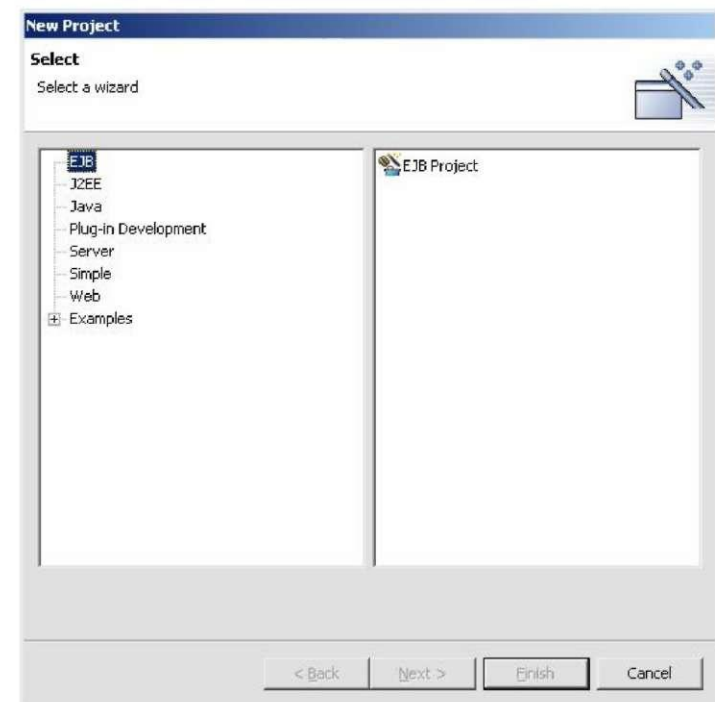 New Project
Select
Select a wizard
EJB
J2EE
Java
Plug-in Development
Server
Simple
Web
Examples
EJB Project
< Back
Next >
Finish
Cancel